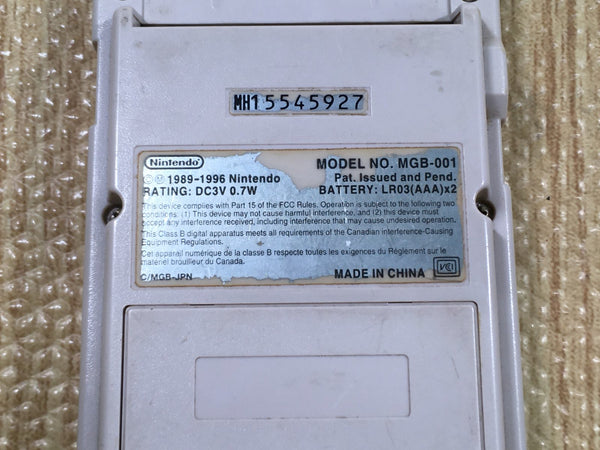 MH15545927
Nintendo
© Ⓜ 1989-1996 Nintendo
RATING: DC3V 0.7W
MODEL NO. MGB-001
Pat. Issued and Pend.
BATTERY: LR03(AAA)x2
This device complies with Part 15 of the FCC Rules. Operation is subject to the following two
conditions: (1) This device may not cause harmful interference, and (2) this device must
accept any interference received, including interference that may cause undesired operation.
This Class B digital apparatus meets all requirements of the Canadian Interference-Causing
Equipment Regulations.
Cet appareil numérique de la classe B respecte toutes les exigences du Règlement sur le
matériel brouilleur du Canada.
C/MGB-JPN
MADE IN CHINA
VCI